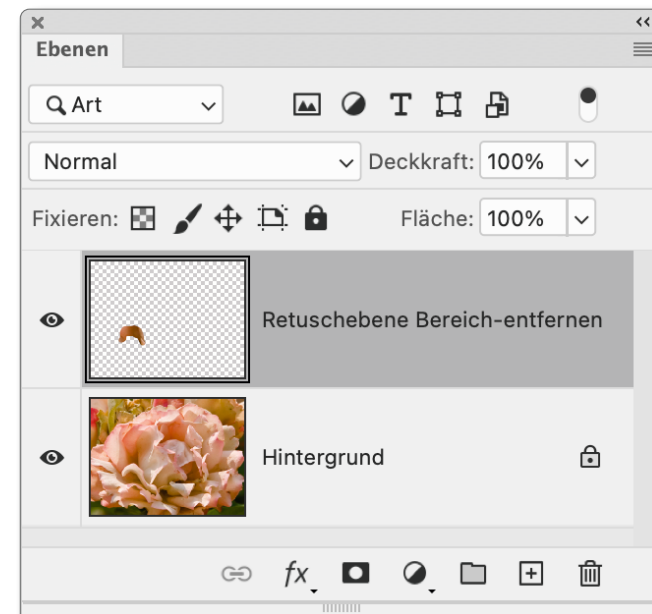 Ebenen
Art
Normal Deckkraft: 100%
Fixieren: Fläche: 100%
Retuschebene Bereich-entfernen
Hintergrund
fx